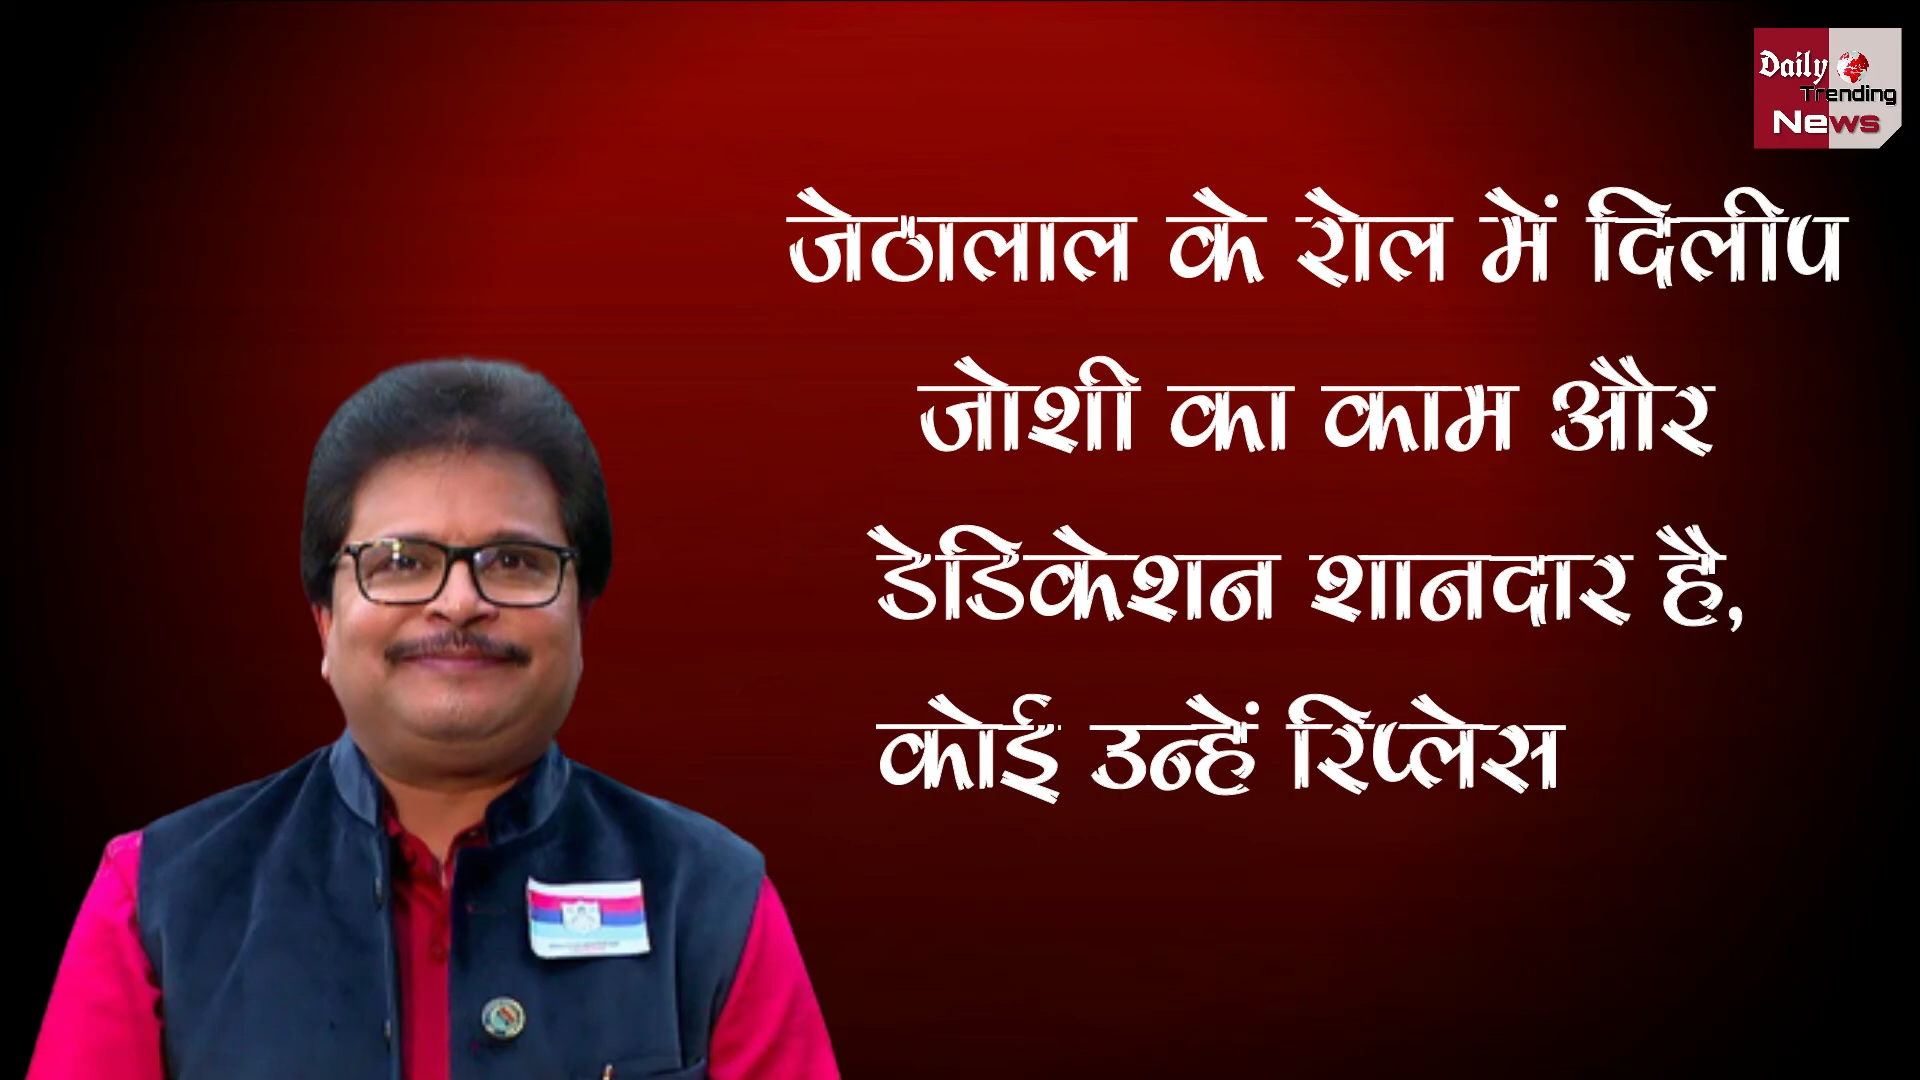 Daily
Trending
News
जेठालाल के रोल में दिलीप
जोशी का काम और
डेडिकेशन शानदार है,
कोई उन्हें रिप्लेस